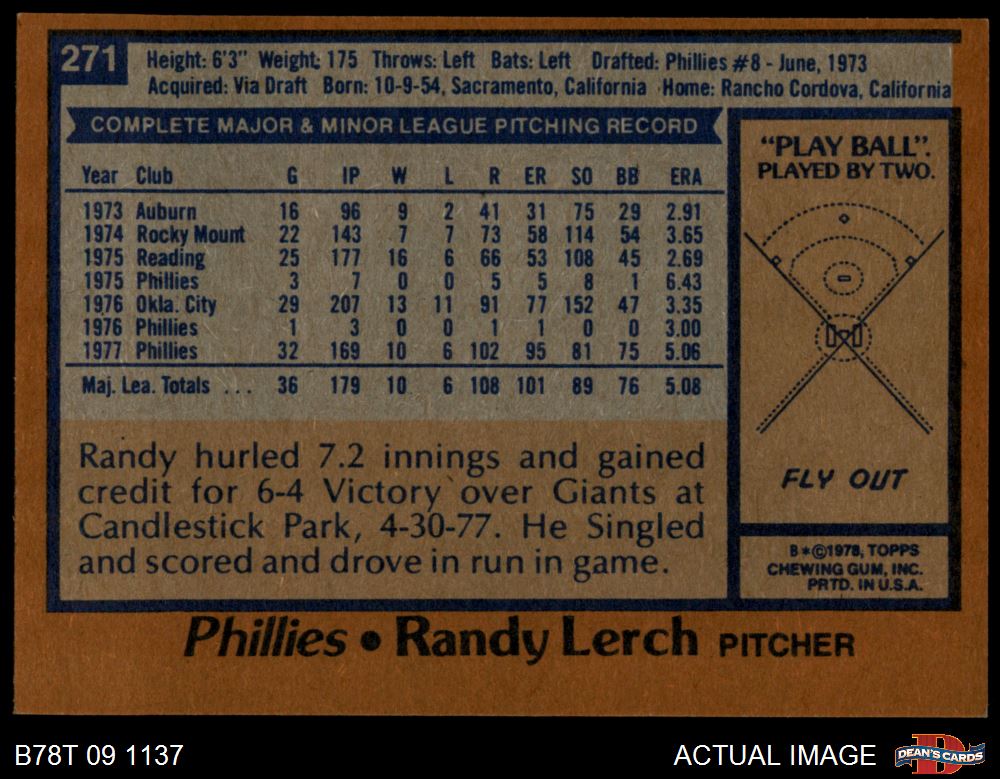 271
Height: 6'3" Weight: 175 Throws: Left Bats: Left Drafted: Phillies #8 - June, 1973
Acquired: Via Draft Born: 10-9-54, Sacramento, California Home: Rancho Cordova, California
COMPLETE MAJOR & MINOR LEAGUE PITCHING RECORD
Year Club G IP W L R ER SO BB ERA
1973 Auburn 16 96 9 2 41 31 75 29 2.91
1974 Rocky Mount 22 143 7 7 73 58 114 54 3.65
1975 Reading 25 177 16 6 66 53 108 45 2.69
1975 Phillies 3 7 0 0 5 5 8 1 6.43
1976 Okla. City 29 207 13 11 91 77 152 47 3.35
1976 Phillies 1 3 0 0 1 1 0 0 3.00
1977 Phillies 32 169 10 6 102 95 81 75 5.06
Maj. Lea. Totals ... 36 179 10 6 108 101 89 76 5.08
Randy hurled 7.2 innings and gained
credit for 6-4 Victory over Giants at
Candlestick Park, 4-30-77. He Singled
and scored and drove in run in game.
"PLAY BALL".
PLAYED BY TWO.
FLY OUT
B*©1978, TOPPS
CHEWING GUM, INC.
PRTD. IN U.S.A.
Phillies • Randy Lerch PITCHER
B78T 09 1137
ACTUAL IMAGE
DEAN'S CARDS